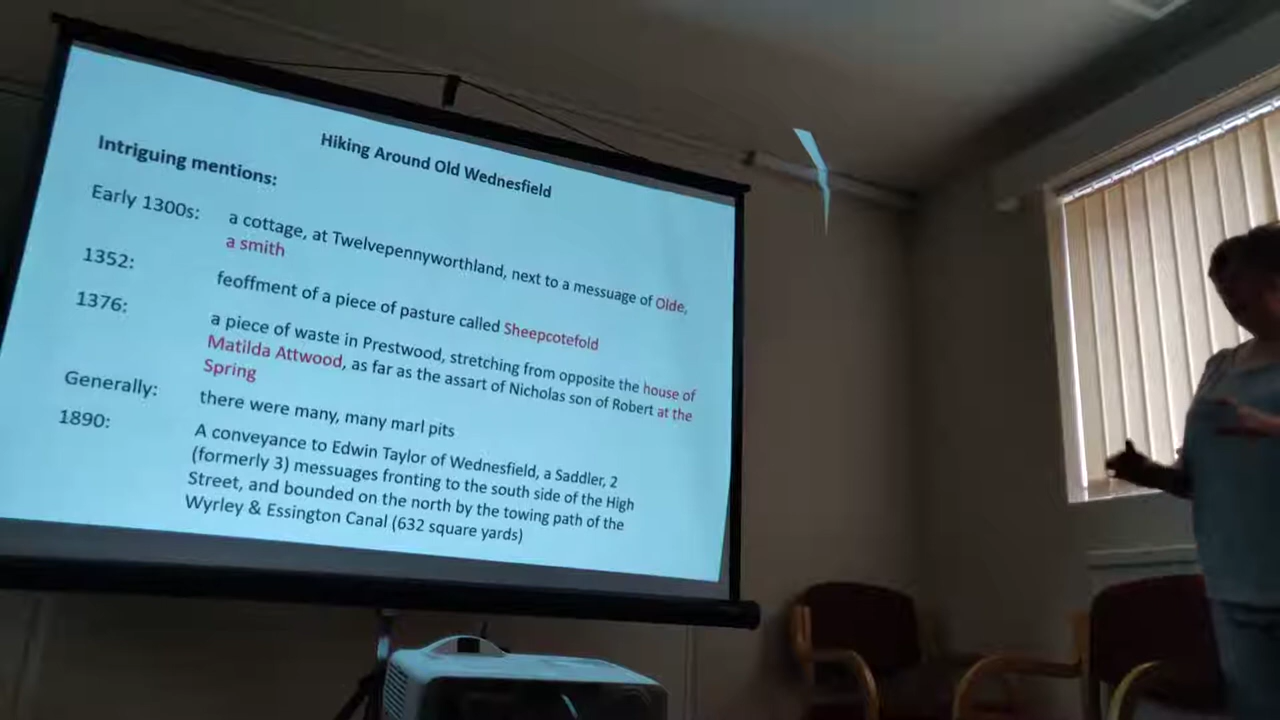 Hiking Around Old Wednesfield
Intriguing mentions:
Early 1300s: a cottage, at Twelvepennyworthland, next to a messuage of Olde,
a smith
1352: feoffment of a piece of pasture called Sheepcotefold
1376: a piece of waste in Prestwood, stretching from opposite the house of
Matilda Attwood, as far as the assart of Nicholas son of Robert at the
Spring
Generally: there were many, many marl pits
1890: A conveyance to Edwin Taylor of Wednesfield, a Saddler, 2
(formerly 3) messuages fronting to the south side of the High
Street, and bounded on the north by the towing path of the
Wyrley & Essington Canal (632 square yards)